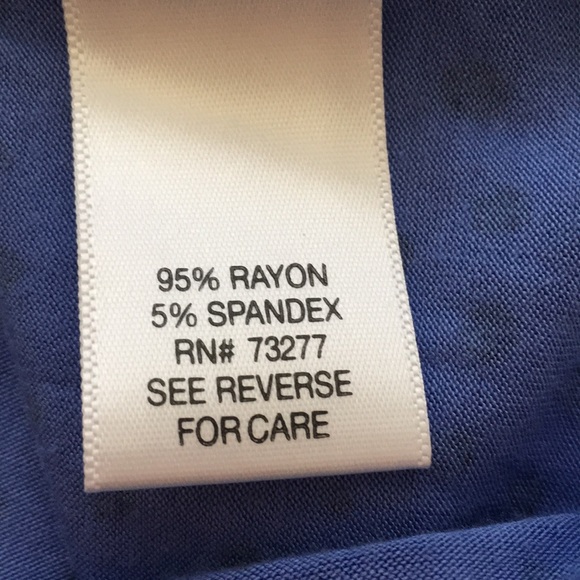 95% RAYON
5% SPANDEX
RN# 73277
SEE REVERSE
FOR CARE